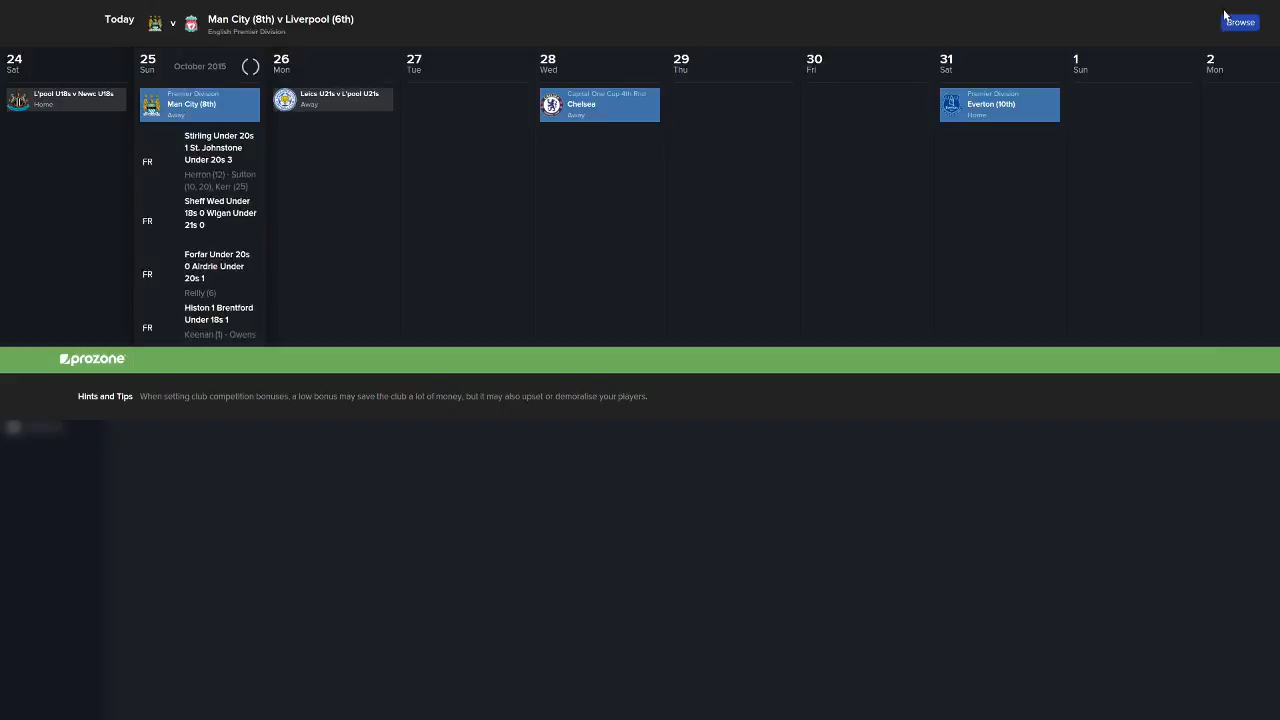 Today v Man City (8th) v Liverpool (6th)
English Premier Division
Browse
24
Sat
25
Sun
October 2015
26
Mon
27
Tue
28
Wed
29
Thu
30
Fri
31
Sat
1
Sun
2
Mon
L'pool U18s v Newc U18s
Home
Premier Division
Man City (8th)
Away
Leics U21s v L'pool U21s
Away
Capital One Cup 4th Rnd
Chelsea
Away
Premier Division
Everton (10th)
Home
FR
Stirling Under 20s
1 St. Johnstone
Under 20s 3
Herron (12) - Sutton
(10, 20), Kerr (25)
FR
Sheff Wed Under
18s 0 Wigan Under
21s 0
FR
Forfar Under 20s
0 Airdrie Under
20s 1
Reilly (6)
FR
Histon 1 Brentford
Under 18s 1
Keenan (1) - Owens
prozone
Hints and Tips When setting club competition bonuses, a low bonus may save the club a lot of money, but it may also upset or demoralise your players.